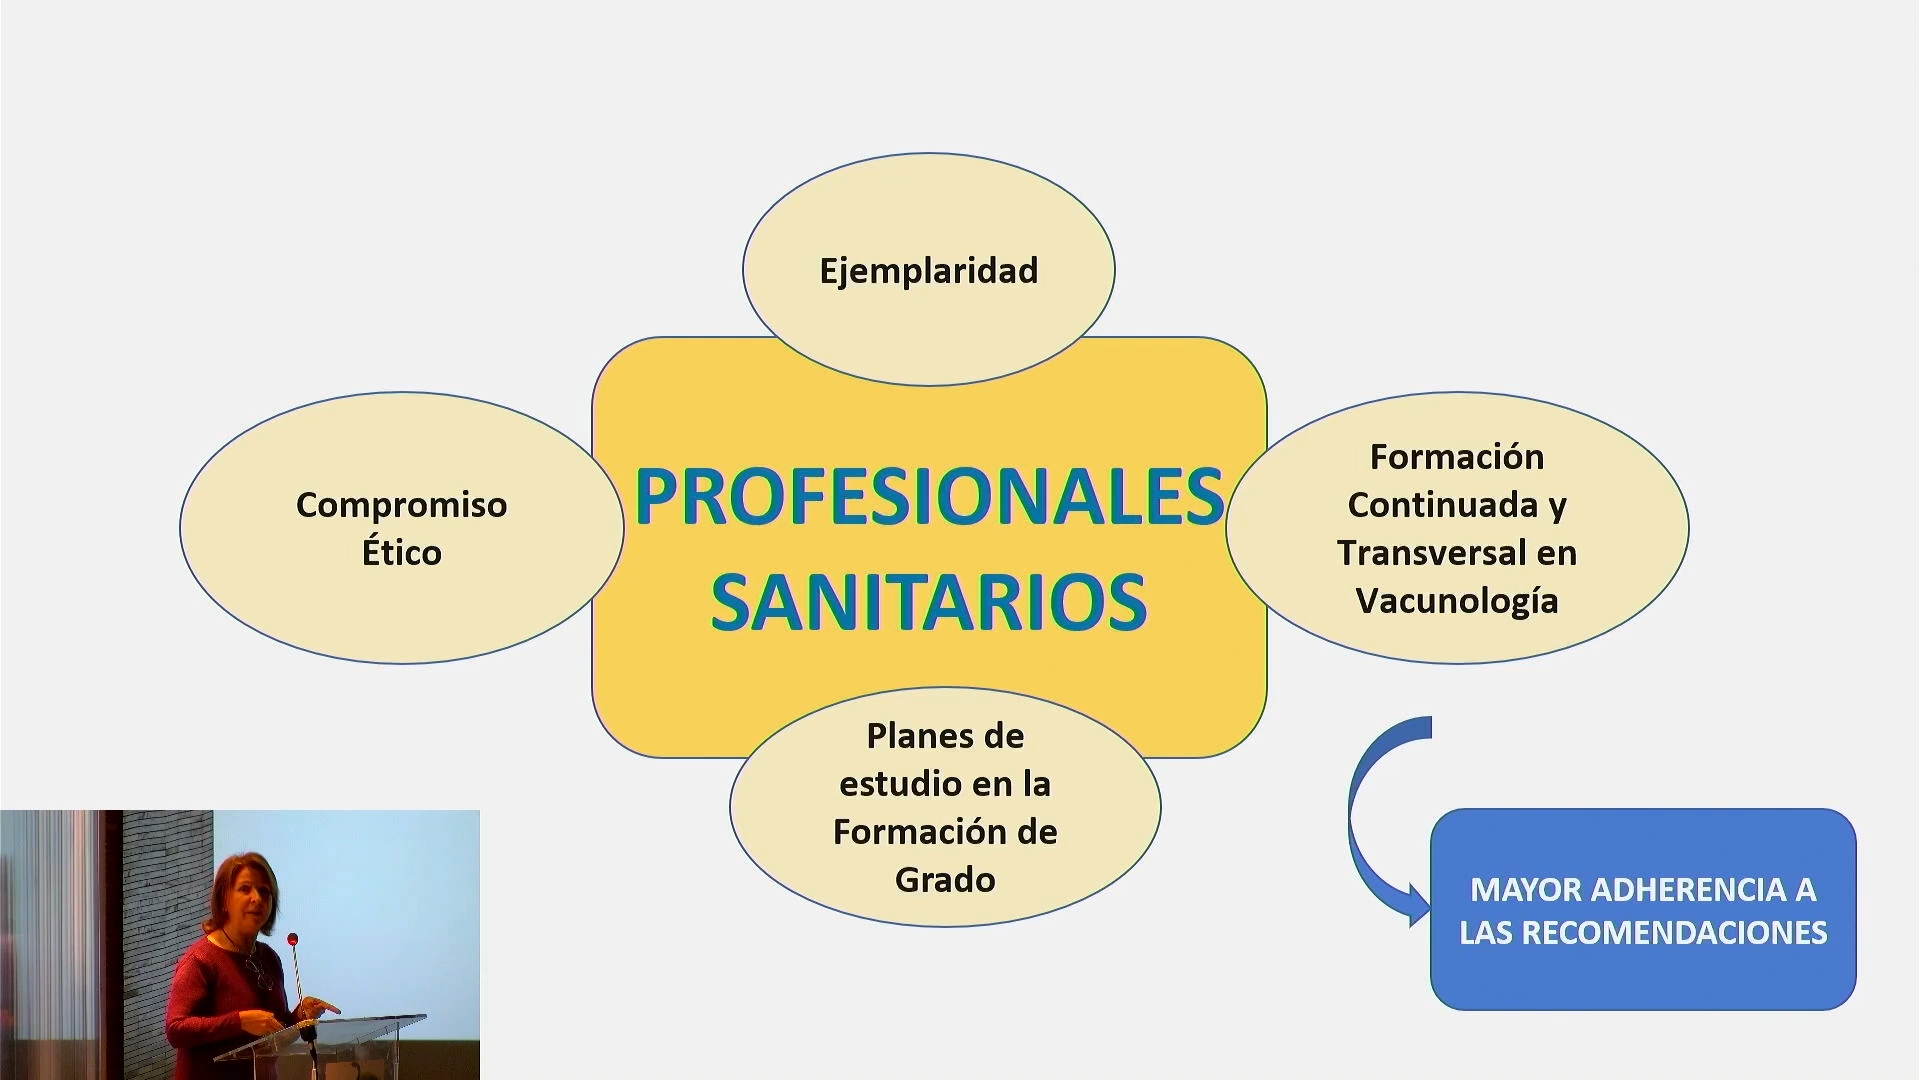 Ejemplaridad
Compromiso
Ético
PROFESIONALES
SANITARIOS
Formación
Continuada y
Transversal en
Vacunología
Planes de
estudio en la
Formación de
Grado
MAYOR ADHERENCIA A
LAS RECOMENDACIONES